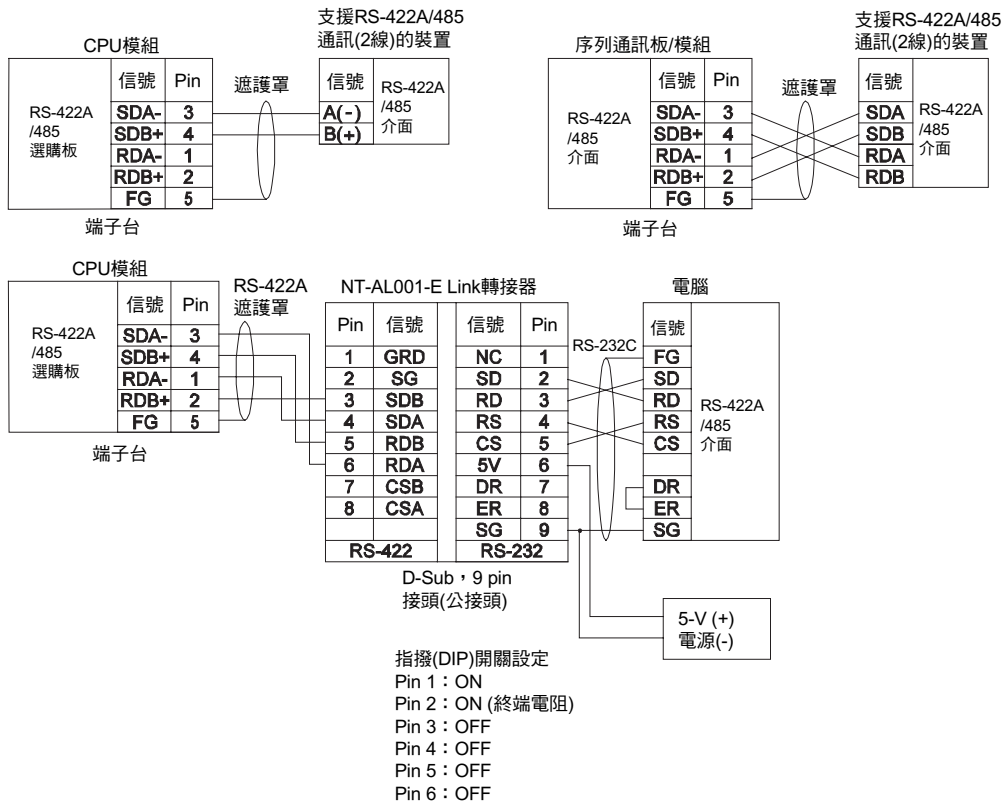 支援RS-422A/485
通訊(2線)的裝置
CPU模組
信號 Pin
RS-422A
/485
選購板
SDA- 3
SDB+ 4
RDA- 1
RDB+ 2
FG 5
端子台
遮護罩
信號
A(-)
B(+)
RS-422A
/485
介面
支援RS-422A/485
通訊(2線)的裝置
序列通訊板/模組
信號 Pin
RS-422A
/485
介面
SDA- 3
SDB+ 4
RDA- 1
RDB+ 2
FG 5
端子台
遮護罩
信號
SDA
SDB
RDA
RDB
RS-422A
/485
介面
CPU模組
信號 Pin
RS-422A
/485
選購板
SDA- 3
SDB+ 4
RDA- 1
RDB+ 2
FG 5
端子台
RS-422A
遮護罩
NT-AL001-E Link轉接器
Pin 信號 信號 Pin
1 GRD NC 1
2 SG SD 2
3 SDB RD 3
4 SDA RS 4
5 RDB CS 5
6 RDA 5V 6
7 CSB DR 7
8 CSA ER 8
SG 9
RS-422 RS-232
D-Sub，9 pin
接頭(公接頭)
RS-232C
電腦
信號
FG
SD
RD
RS
CS
DR
ER
SG
RS-422A
/485
介面
5-V (+)
電源(-)
指撥(DIP)開關設定
Pin 1：ON
Pin 2：ON (終端電阻)
Pin 3：OFF
Pin 4：OFF
Pin 5：OFF
Pin 6：OFF